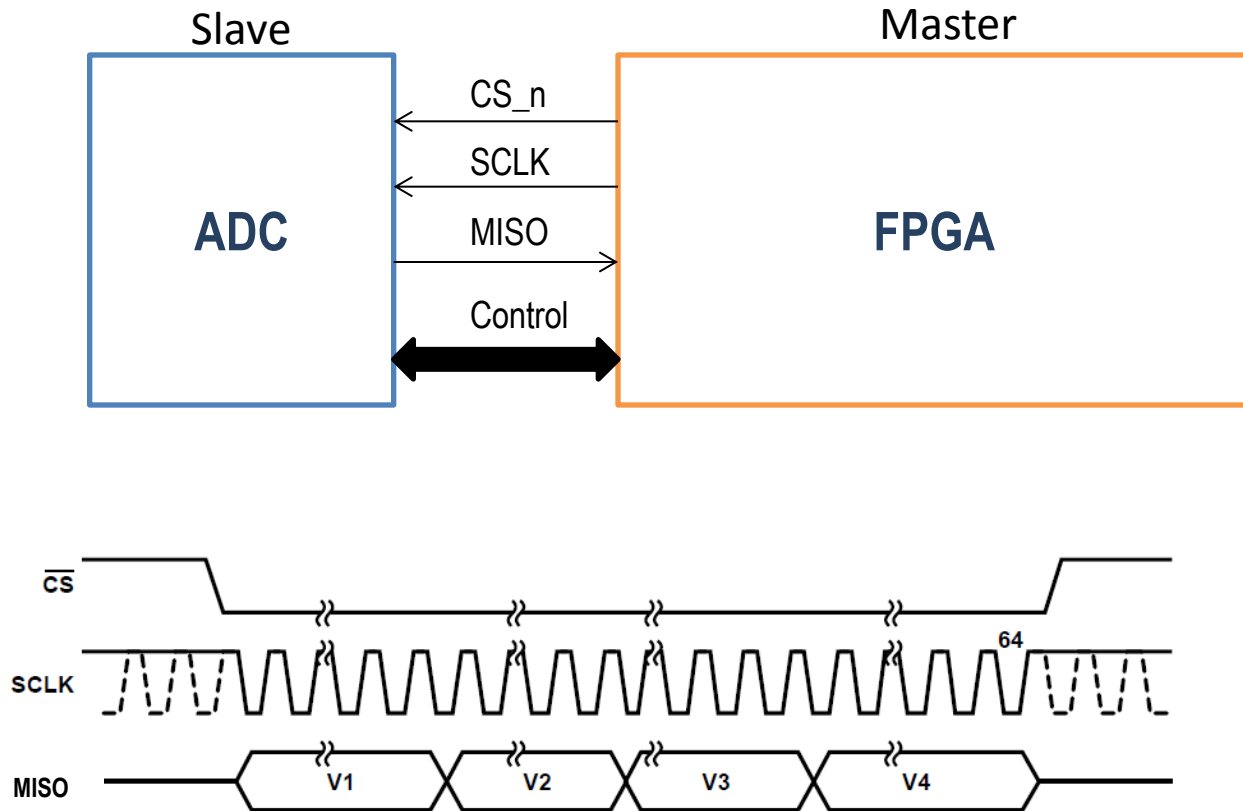 Slave
Master
CS_n
SCLK
MISO
Control
ADC
FPGA
CS
64
SCLK
MISO
V1
V2
V3
V4